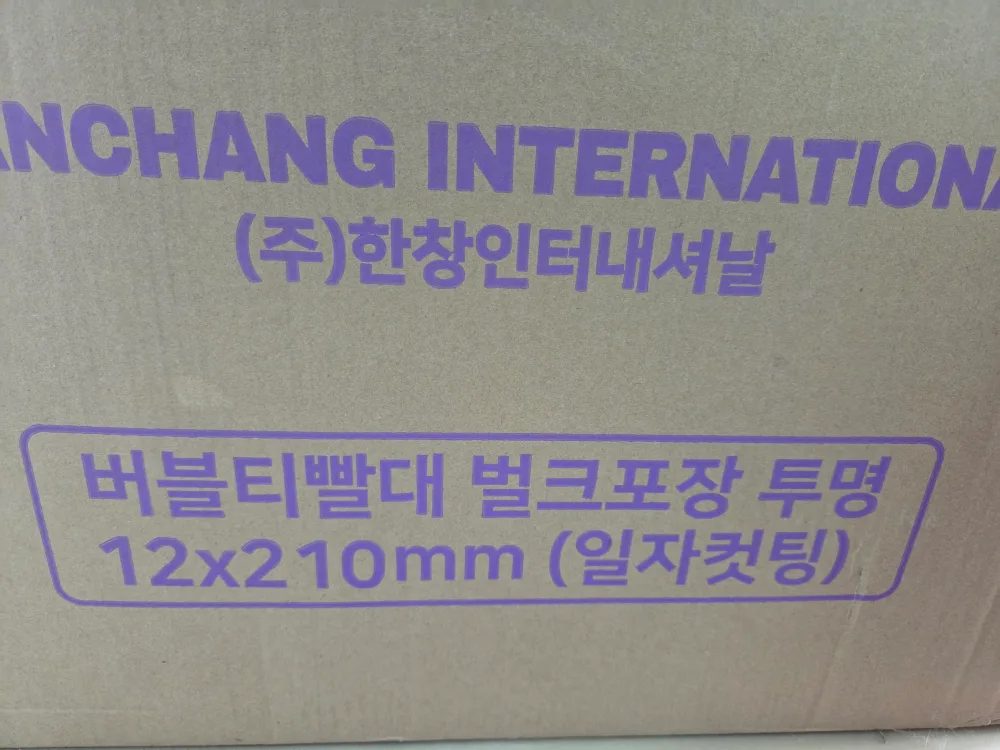 ANCHANG INTERNATIONA
(주)한창인터내셔날
버블티빨대 벌크포장 투명
12x210mm (일자컷팅)